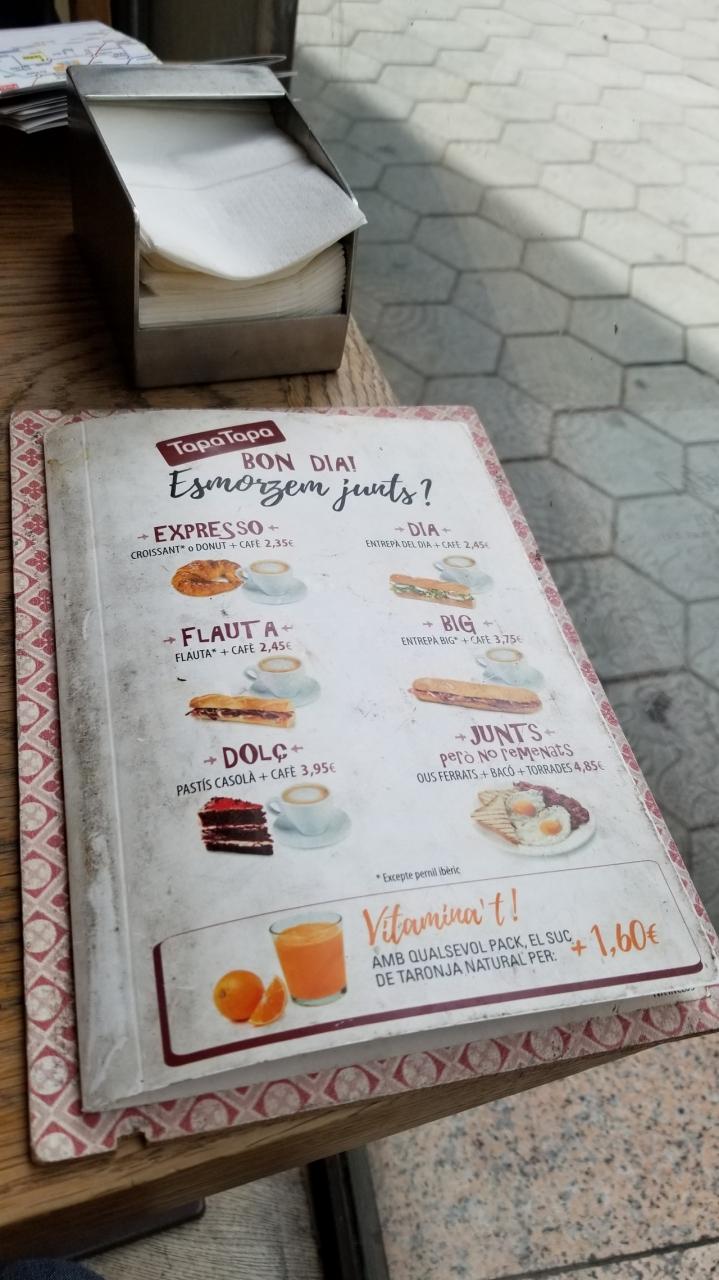 TapaTapa
BON DIA!
Esmorzem junts?
EXPRESSO
CROISSANT* o DONUT + CAFÈ 2,35€
DIA
ENTREPÀ DEL DIA + CAFÈ 2,45€
FLAUTA
FLAUTA* + CAFÈ 2,45€
BIG
ENTREPÀ BIG* + CAFÈ 3,75€
DOLÇ
PASTÍS CASOLÀ + CAFÈ 3,95€
JUNTS
però no remenats
OUS FERRATS + BACÓ + TORRADES 4,85€
* Excepte pernil ibèric
Vitamina't!
AMB QUALSEVOL PACK, EL SUC
DE TARONJA NATURAL PER:
+ 1,60€